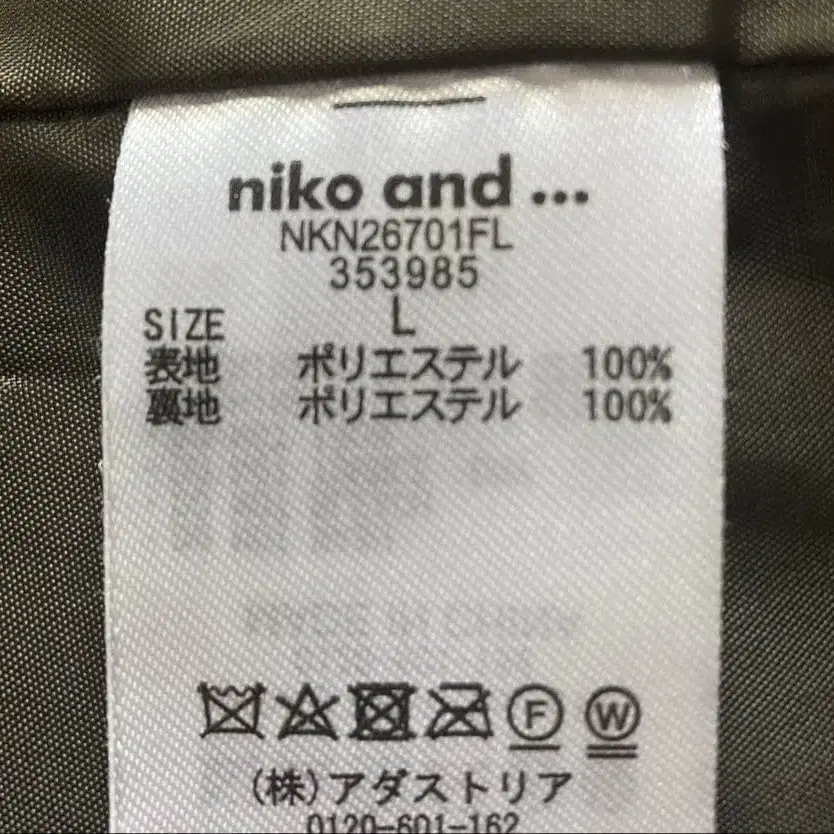 niko and ...
NKN26701FL
353985
SIZE L
表地 ポリエステル 100%
裏地 ポリエステル 100%
F W
(株)アダストリア
0120-601-162